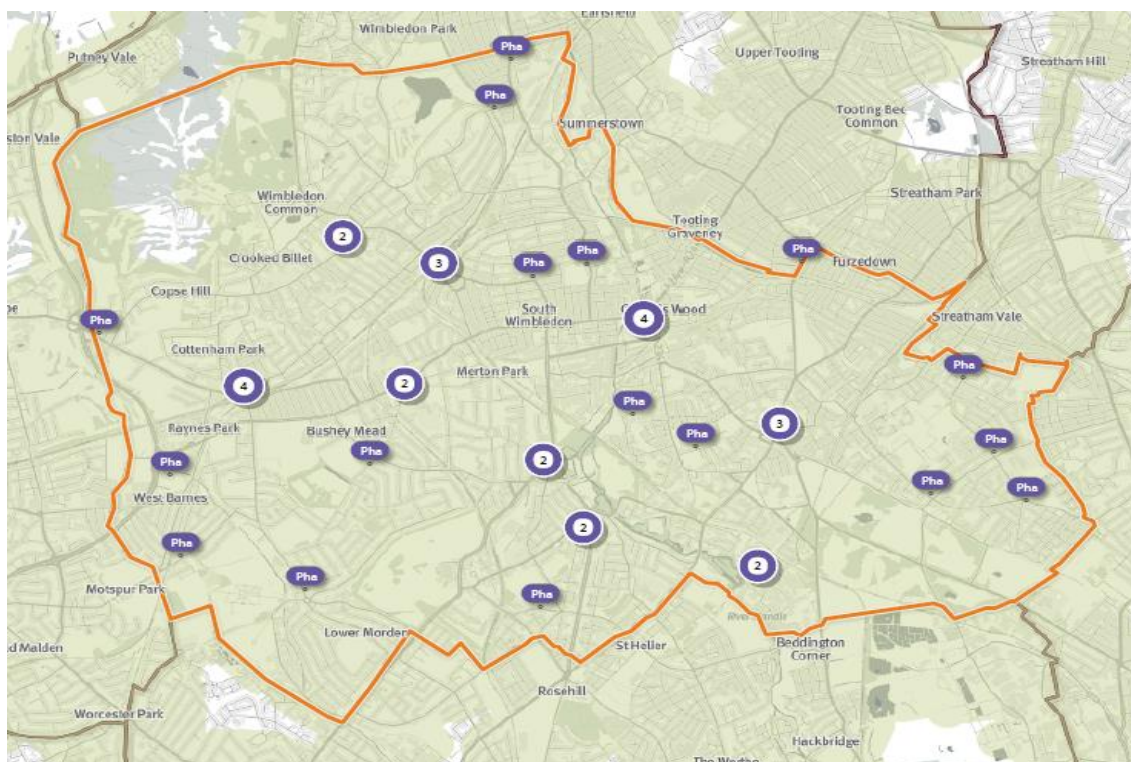 Earlsfield
Wimbledon Park
Pha
Putney Vale
Upper Tooting
Streatham Hill
Pha
Tooting Bec
Common
Summerstown
ston Vale
Streatham Park
Wimbledon
Common
Tooting
Graveney
2
Crooked Billet
3
Pha
Pha
Pha
Furzedown
Copse Hill
Pha
South
Wimbledon
4
s Wood
Streatham Vale
Cottenham Park
Pha
4
2
Merton Park
Pha
Raynes Park
Bushey Mead
Pha
3
Pha
Pha
Pha
2
West Barnes
Pha
Pha
2
Pha
2
Motspur Park
Pha
Pha
Lower Morden
River Wandle
St Helier
Beddington
Corner
d Malden
Rosehill
Worcester Park
Hackbridge